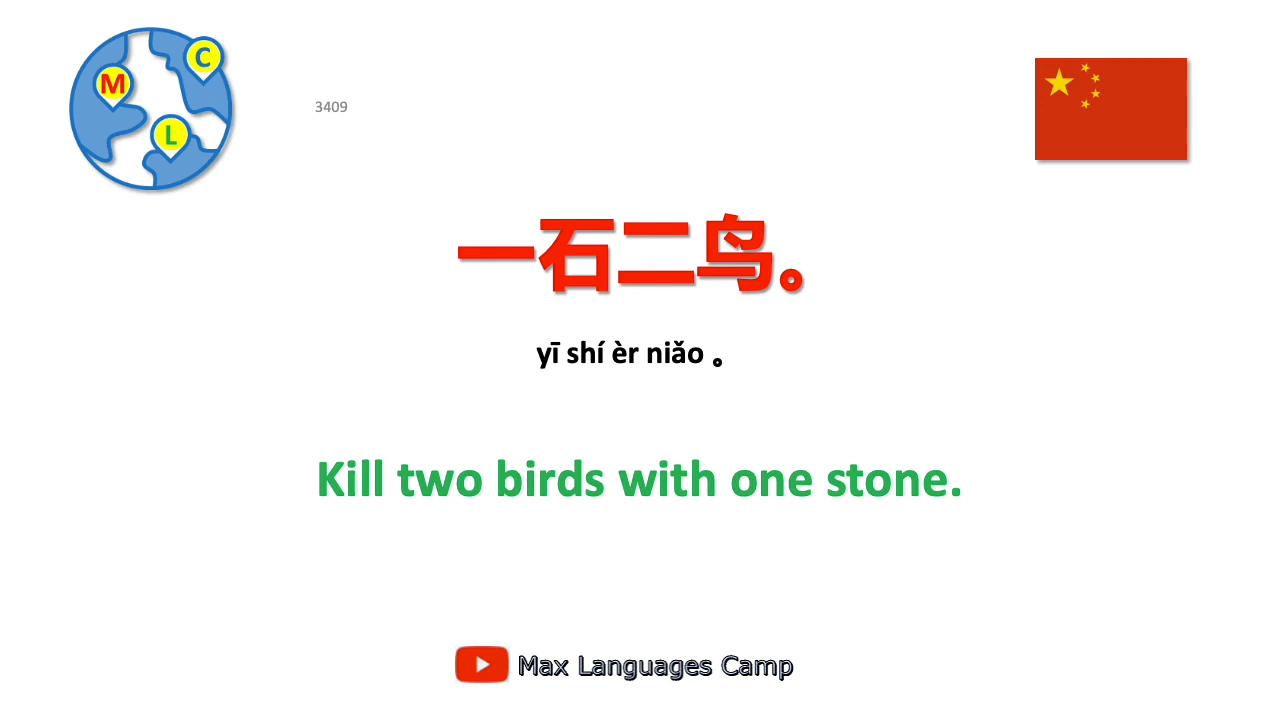 C
M
L
3409
一石二鸟。
yī shí èr niǎo 。
Kill two birds with one stone.
Max Languages Camp